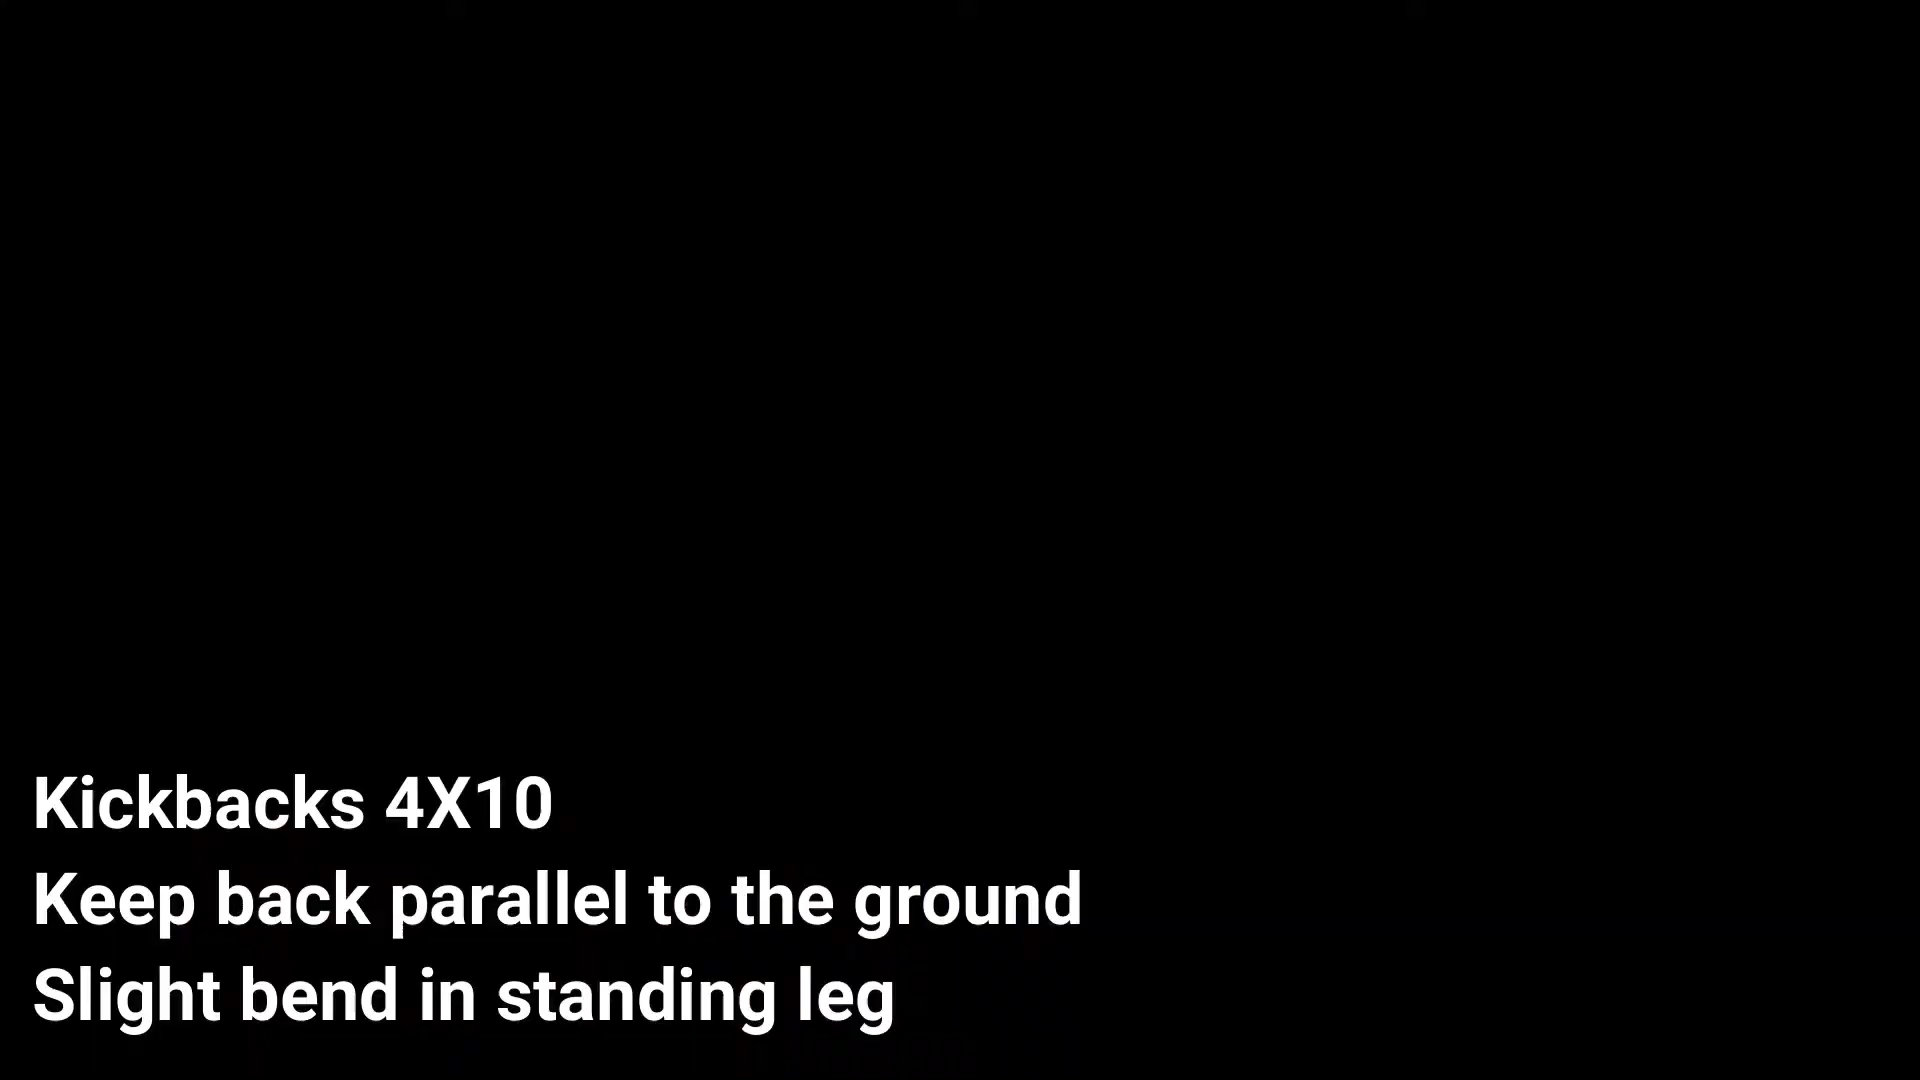 Kickbacks 4X10
Keep back parallel to the ground
Slight bend in standing leg